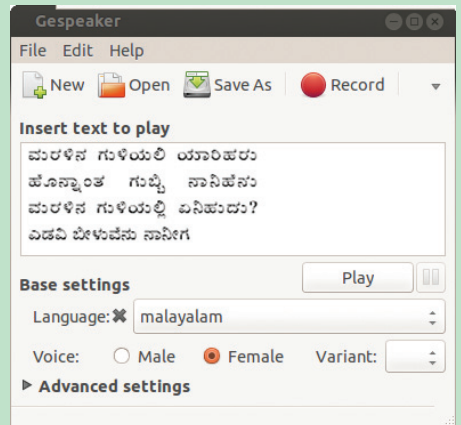 Gespeaker
File Edit Help
New Open Save As Record
Insert text to play
ಮರಳಿನ ಗುಳಿಯಲಿ ಯಾರಿಹರು
ಹೊನ್ನಾಂತ ಗುಬ್ಬಿ ನಾನಿಹೆನು
ಮರಳಿನ ಗುಳಿಯಲ್ಲಿ ಏನಿಹುದು?
ಎಡವಿ ಬೀಳುವೆನು ನಾನೀಗ
Play
Base settings
Language: malayalam
Voice: Male Female Variant:
Advanced settings